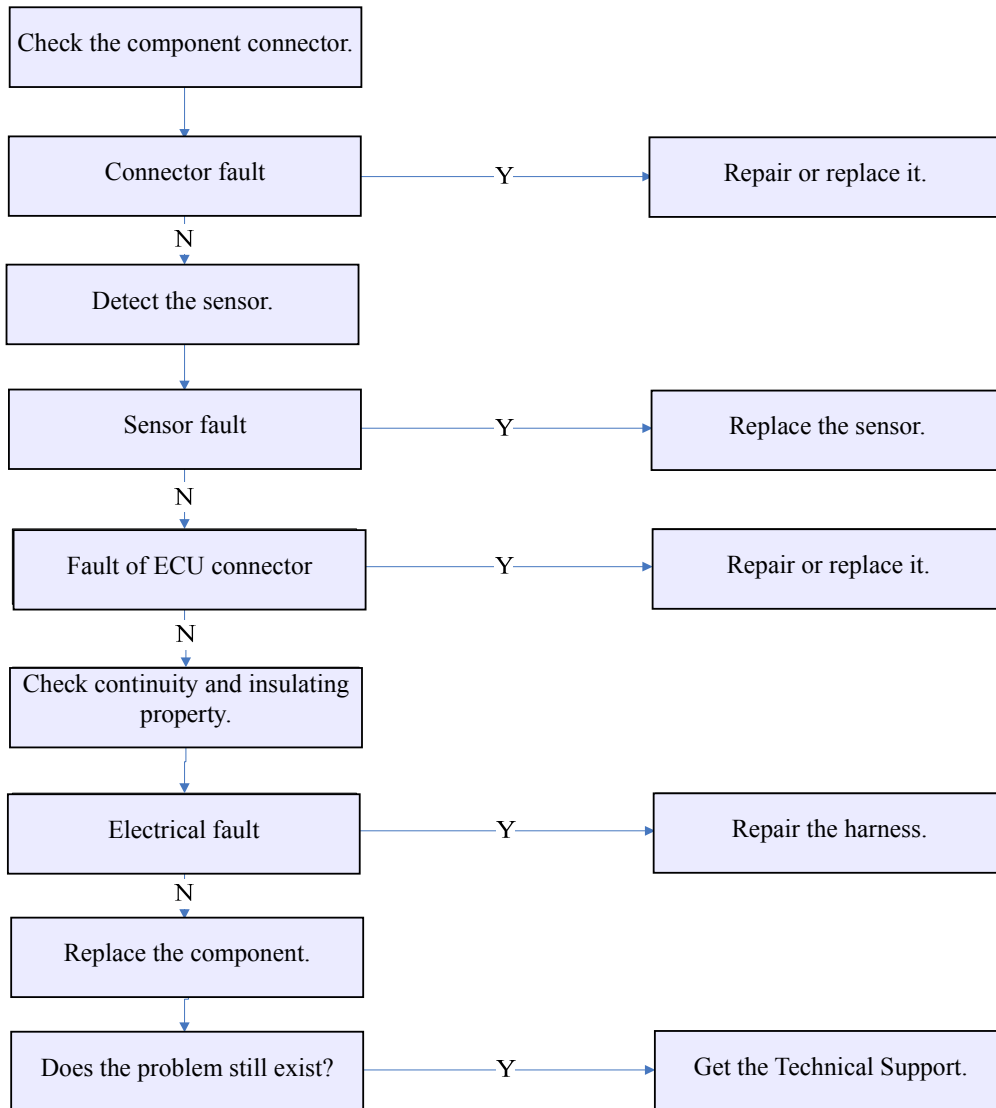 Check the component connector.
Connector fault
Y
Repair or replace it.
N
Detect the sensor.
Sensor fault
Y
Replace the sensor.
N
Fault of ECU connector
Y
Repair or replace it.
N
Check continuity and insulating
property.
Electrical fault
Y
Repair the harness.
N
Replace the component.
Does the problem still exist?
Y
Get the Technical Support.